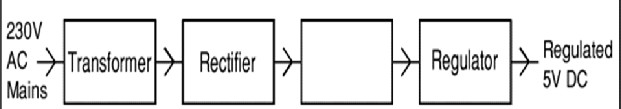 230V
AC
Mains
Transformer
Rectifier
Regulator
Regulated
5V DC